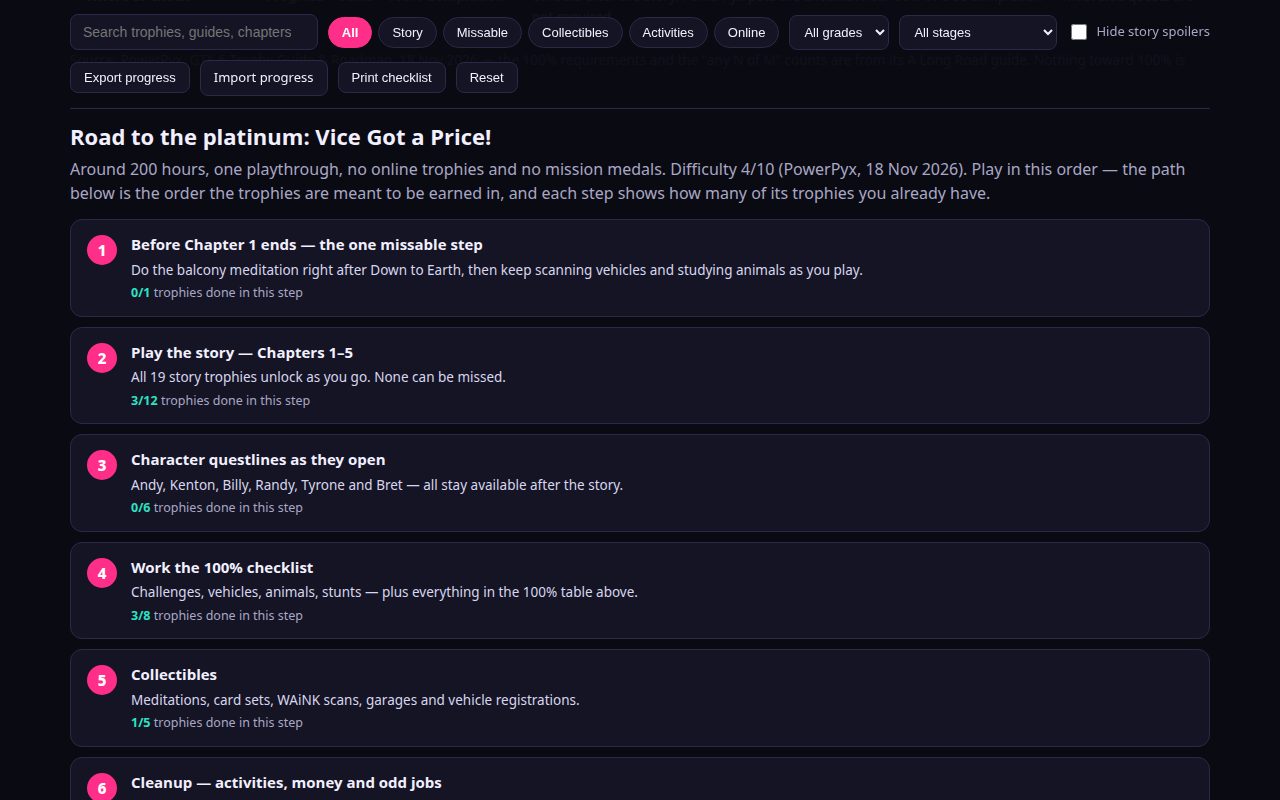 Search trophies, guides, chapters
All
Story
Missable
Collectibles
Activities
Online
All grades
All stages
Hide story spoilers
Export progress
Import progress
Print checklist
Reset
Road to the platinum: Vice Got a Price!
Around 200 hours, one playthrough, no online trophies and no mission medals. Difficulty 4/10 (PowerPyx, 18 Nov 2026). Play in this order — the path
below is the order the trophies are meant to be earned in, and each step shows how many of its trophies you already have.
1
Before Chapter 1 ends — the one missable step
Do the balcony meditation right after Down to Earth, then keep scanning vehicles and studying animals as you play.
0/1 trophies done in this step
2
Play the story — Chapters 1–5
All 19 story trophies unlock as you go. None can be missed.
3/12 trophies done in this step
3
Character questlines as they open
Andy, Kenton, Billy, Randy, Tyrone and Bret — all stay available after the story.
0/6 trophies done in this step
4
Work the 100% checklist
Challenges, vehicles, animals, stunts — plus everything in the 100% table above.
3/8 trophies done in this step
5
Collectibles
Meditations, card sets, WAiNK scans, garages and vehicle registrations.
1/5 trophies done in this step
6
Cleanup — activities, money and odd jobs